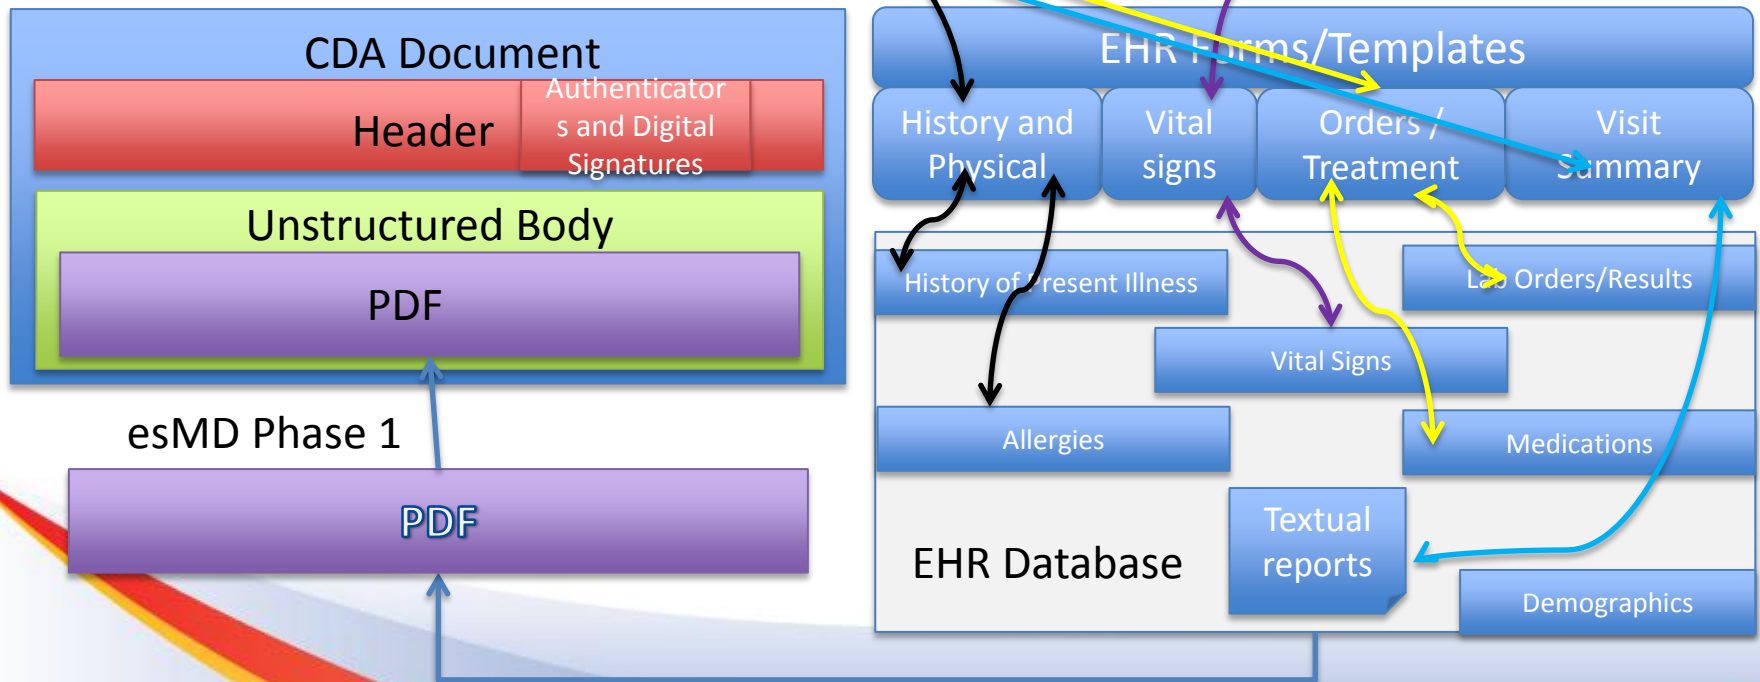 CDA Document
Header
Authenticator
s and Digital
Signatures
Unstructured Body
PDF
esMD Phase 1
PDF
EHR Forms/Templates
History and
Physical
Vital
signs
Orders /
Treatment
Visit
Summary
History of Present Illness
Lab Orders/Results
Vital Signs
Allergies
Medications
Textual
reports
EHR Database
Demographics